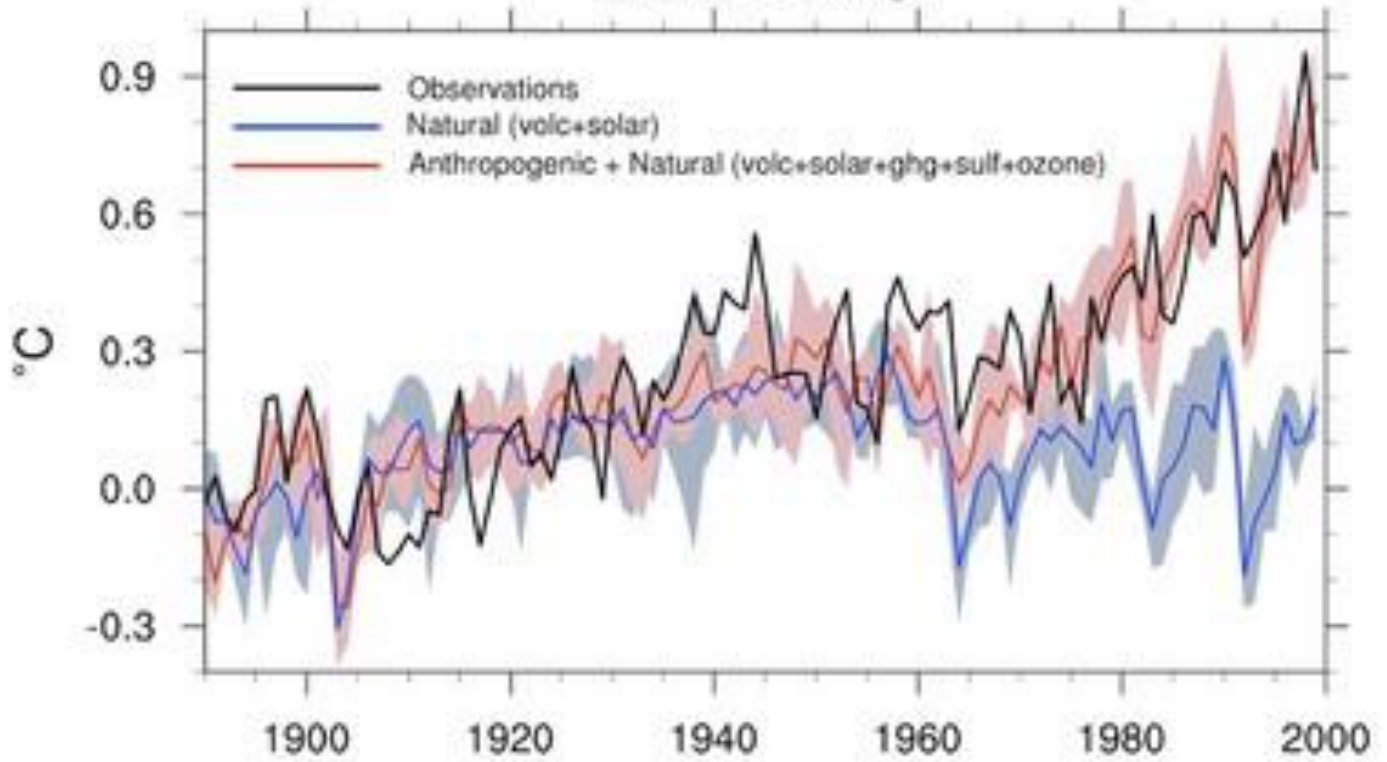 0.9
0.6
0.3
0.0
-0.3
°C
Observations
Natural (volc+solar)
Anthropogenic + Natural (volc+solar+ghg+sulf+ozone)
1900 1920 1940 1960 1980 2000